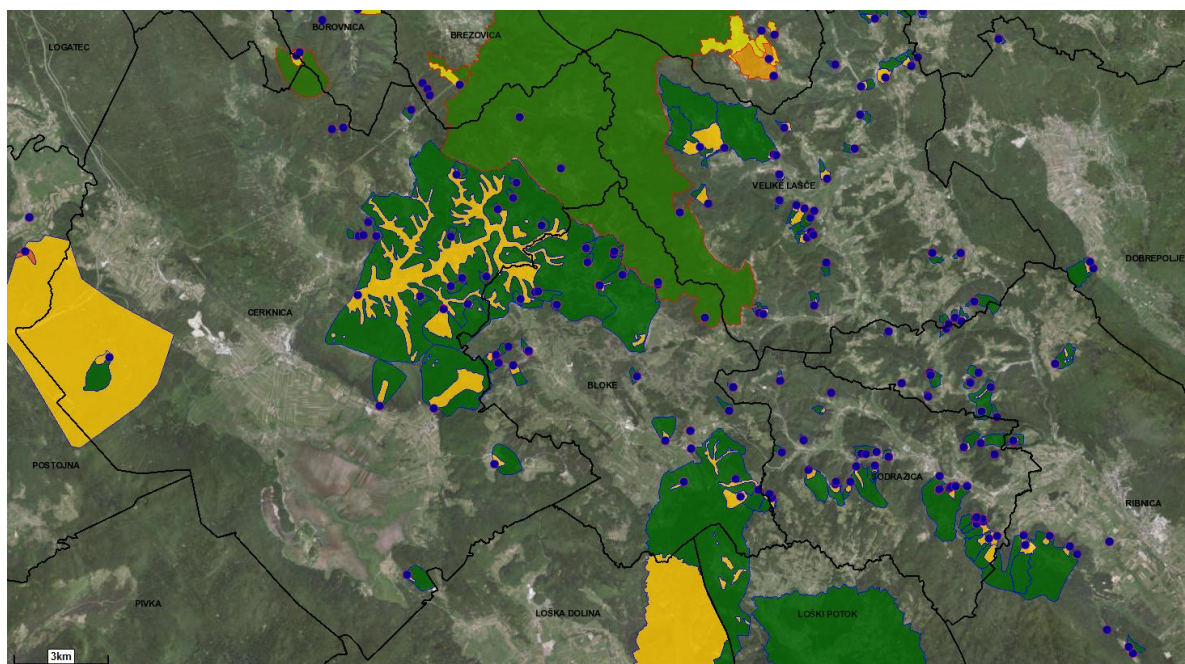 BOROVNICA
BREZOVICA
LOGATEC
VELIKE LAŠČE
DOBREPOLJE
CERKNICA
BLOKE
POSTOJNA
SODRAŽICA
RIBNICA
PIVKA
LOŠKA DOLINA
LOŠKI POTOK
3km